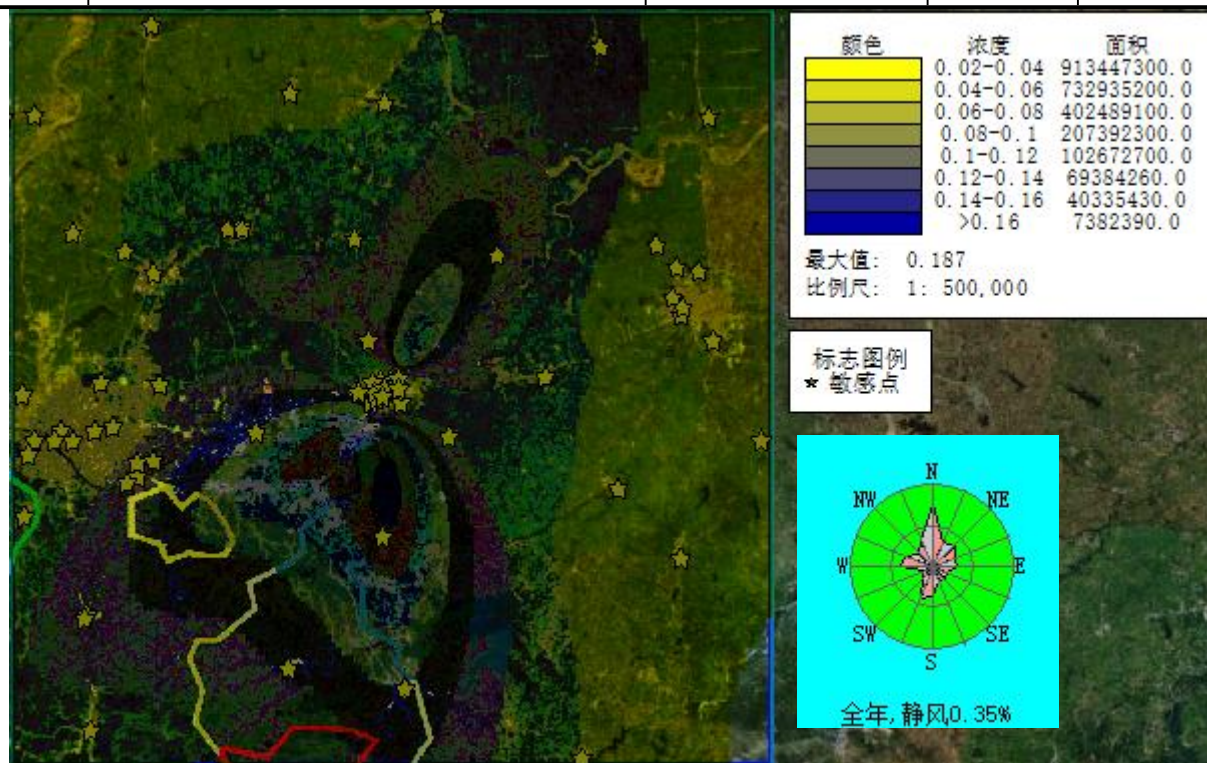 颜色 浓度 面积
0.02-0.04 913447300.0
0.04-0.06 732935200.0
0.06-0.08 402489100.0
0.08-0.1 207392300.0
0.1-0.12 102672700.0
0.12-0.14 69384260.0
0.14-0.16 40335430.0
>0.16 7382390.0
最大值: 0.187
比例尺: 1: 500,000
标志图例
★ 敏感点
N
NW NE
W E
SW SE
S
全年,静风0.35%